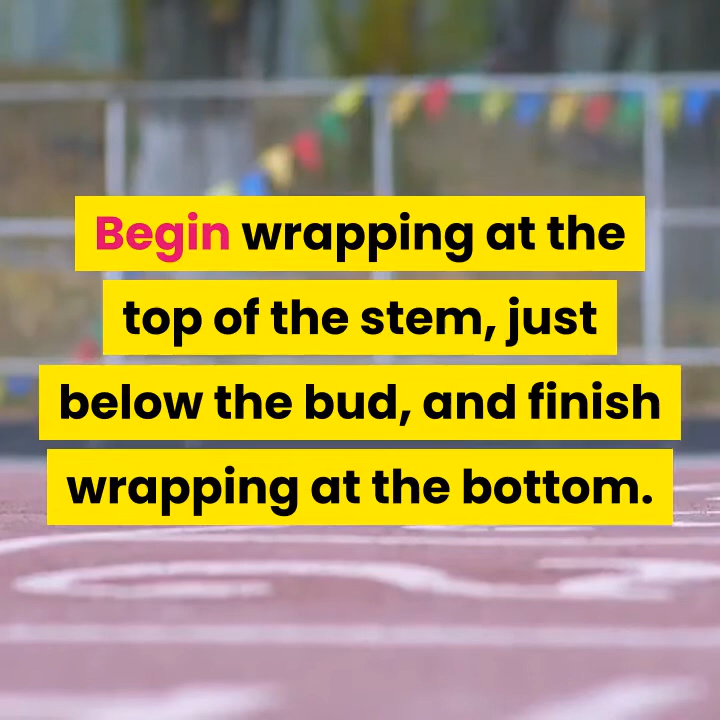 Begin wrapping at the
top of the stem, just
below the bud, and finish
wrapping at the bottom.